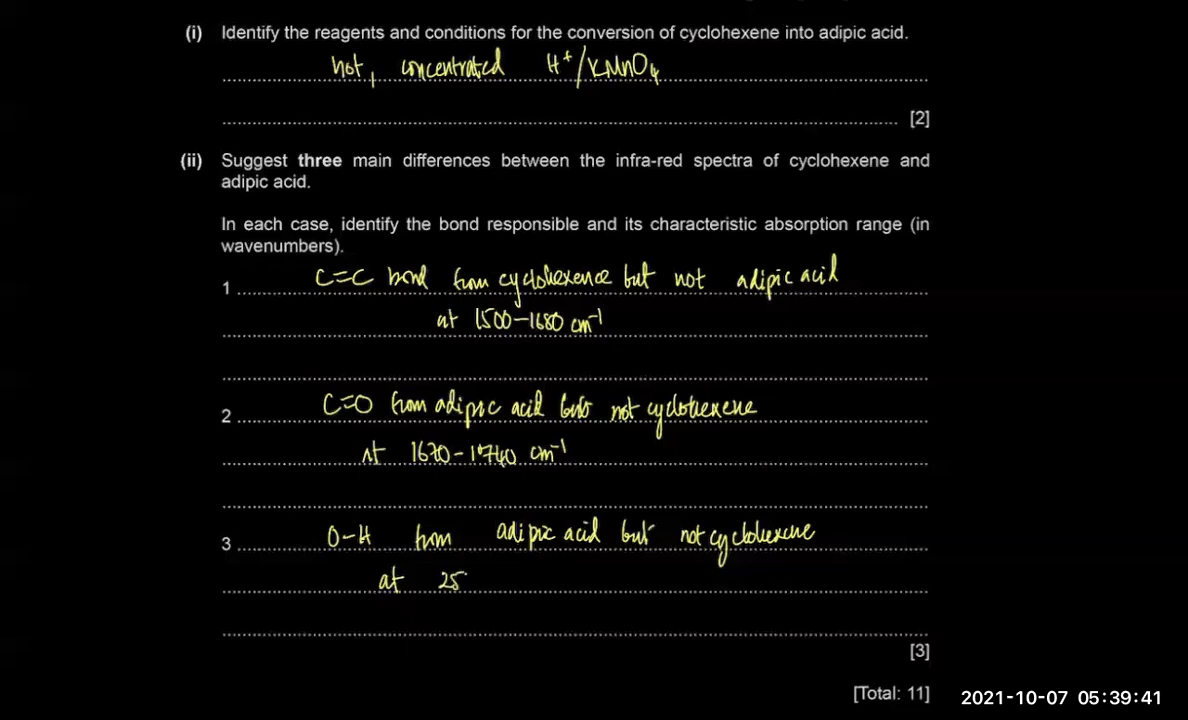 (i) Identify the reagents and conditions for the conversion of cyclohexene into adipic acid.
hot, concentrated H⁺/KMnO₄
[2]
(ii) Suggest three main differences between the infra-red spectra of cyclohexene and
adipic acid.
In each case, identify the bond responsible and its characteristic absorption range (in
wavenumbers).
1 C=C bond from cyclohexence but not adipic acid
at 1500-1680 cm⁻¹
2 C=O from adipic acid but not cyclohexene
at 1670-1740 cm⁻¹
3 O-H from adipic acid but not cyclohexene
at 25
[3]
[Total: 11]
2021-10-07 05:39:41